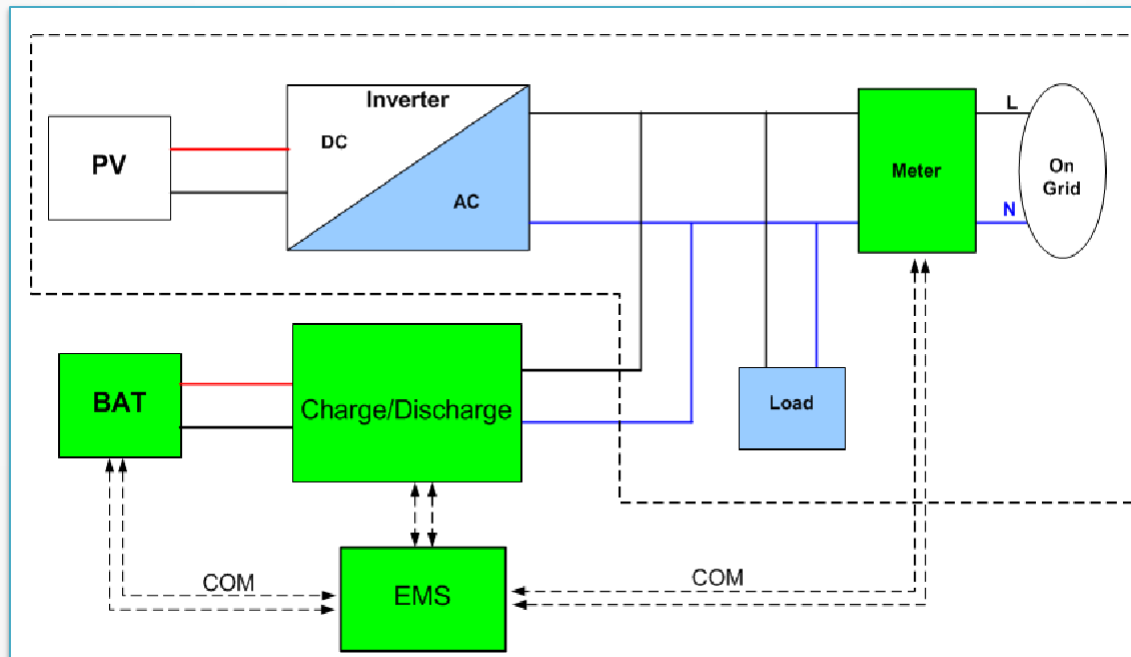 Inverter
DC
AC
PV
L
On
Grid
Meter
N
BAT
Charge/Discharge
Load
COM
EMS
COM